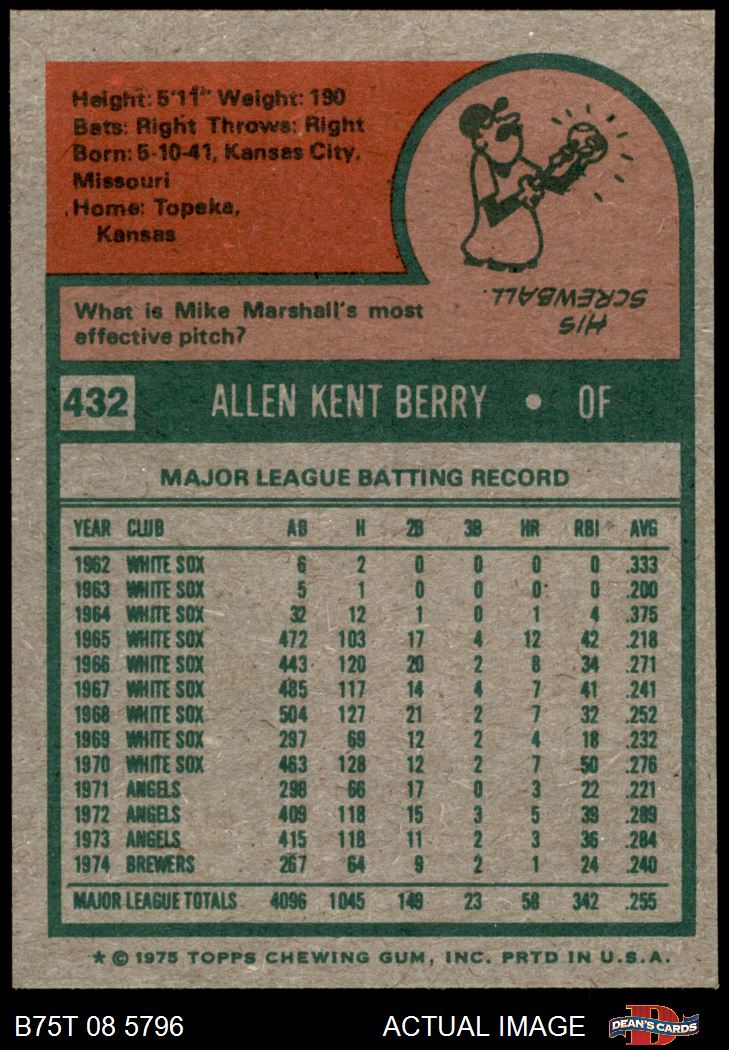 Height: 5'11" Weight: 190
Bats: Right Throws: Right
Born: 5-10-41, Kansas City,
Missouri
Home: Topeka,
Kansas
HIS
SCREWBALL.
What is Mike Marshall's most
effective pitch?
432 ALLEN KENT BERRY • OF
MAJOR LEAGUE BATTING RECORD
YEAR CLUB AB H 2B 3B HR RBI AVG
1962 WHITE SOX 6 2 0 0 0 0 .333
1963 WHITE SOX 5 1 0 0 0 0 .200
1964 WHITE SOX 32 12 1 0 1 4 .375
1965 WHITE SOX 472 103 17 4 12 42 .218
1966 WHITE SOX 443 120 20 2 8 34 .271
1967 WHITE SOX 485 117 14 4 7 41 .241
1968 WHITE SOX 504 127 21 2 7 32 .252
1969 WHITE SOX 297 69 12 2 4 18 .232
1970 WHITE SOX 463 128 12 2 7 50 .276
1971 ANGELS 298 66 17 0 3 22 .221
1972 ANGELS 409 118 15 3 5 39 .289
1973 ANGELS 415 118 11 2 3 36 .284
1974 BREWERS 267 64 9 2 1 24 .240
MAJOR LEAGUE TOTALS 4096 1045 149 23 58 342 .255
* © 1975 TOPPS CHEWING GUM, INC. PRTD IN U.S.A.
B75T 08 5796 ACTUAL IMAGE DEAN'S CARDS